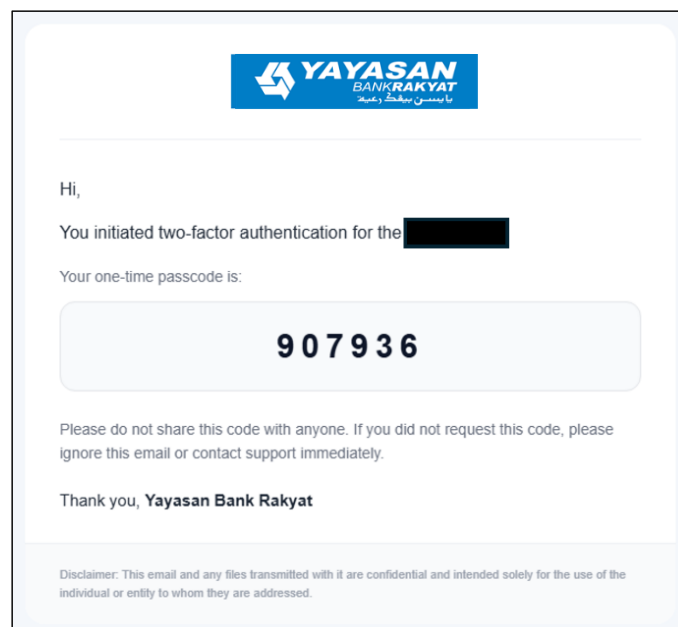 YAYASAN
BANKRAKYAT
يايسن بيڤك رعية
Hi,
You initiated two-factor authentication for the
Your one-time passcode is:
907936
Please do not share this code with anyone. If you did not request this code, please
ignore this email or contact support immediately.
Thank you, Yayasan Bank Rakyat
Disclaimer: This email and any files transmitted with it are confidential and intended solely for the use of the
individual or entity to whom they are addressed.